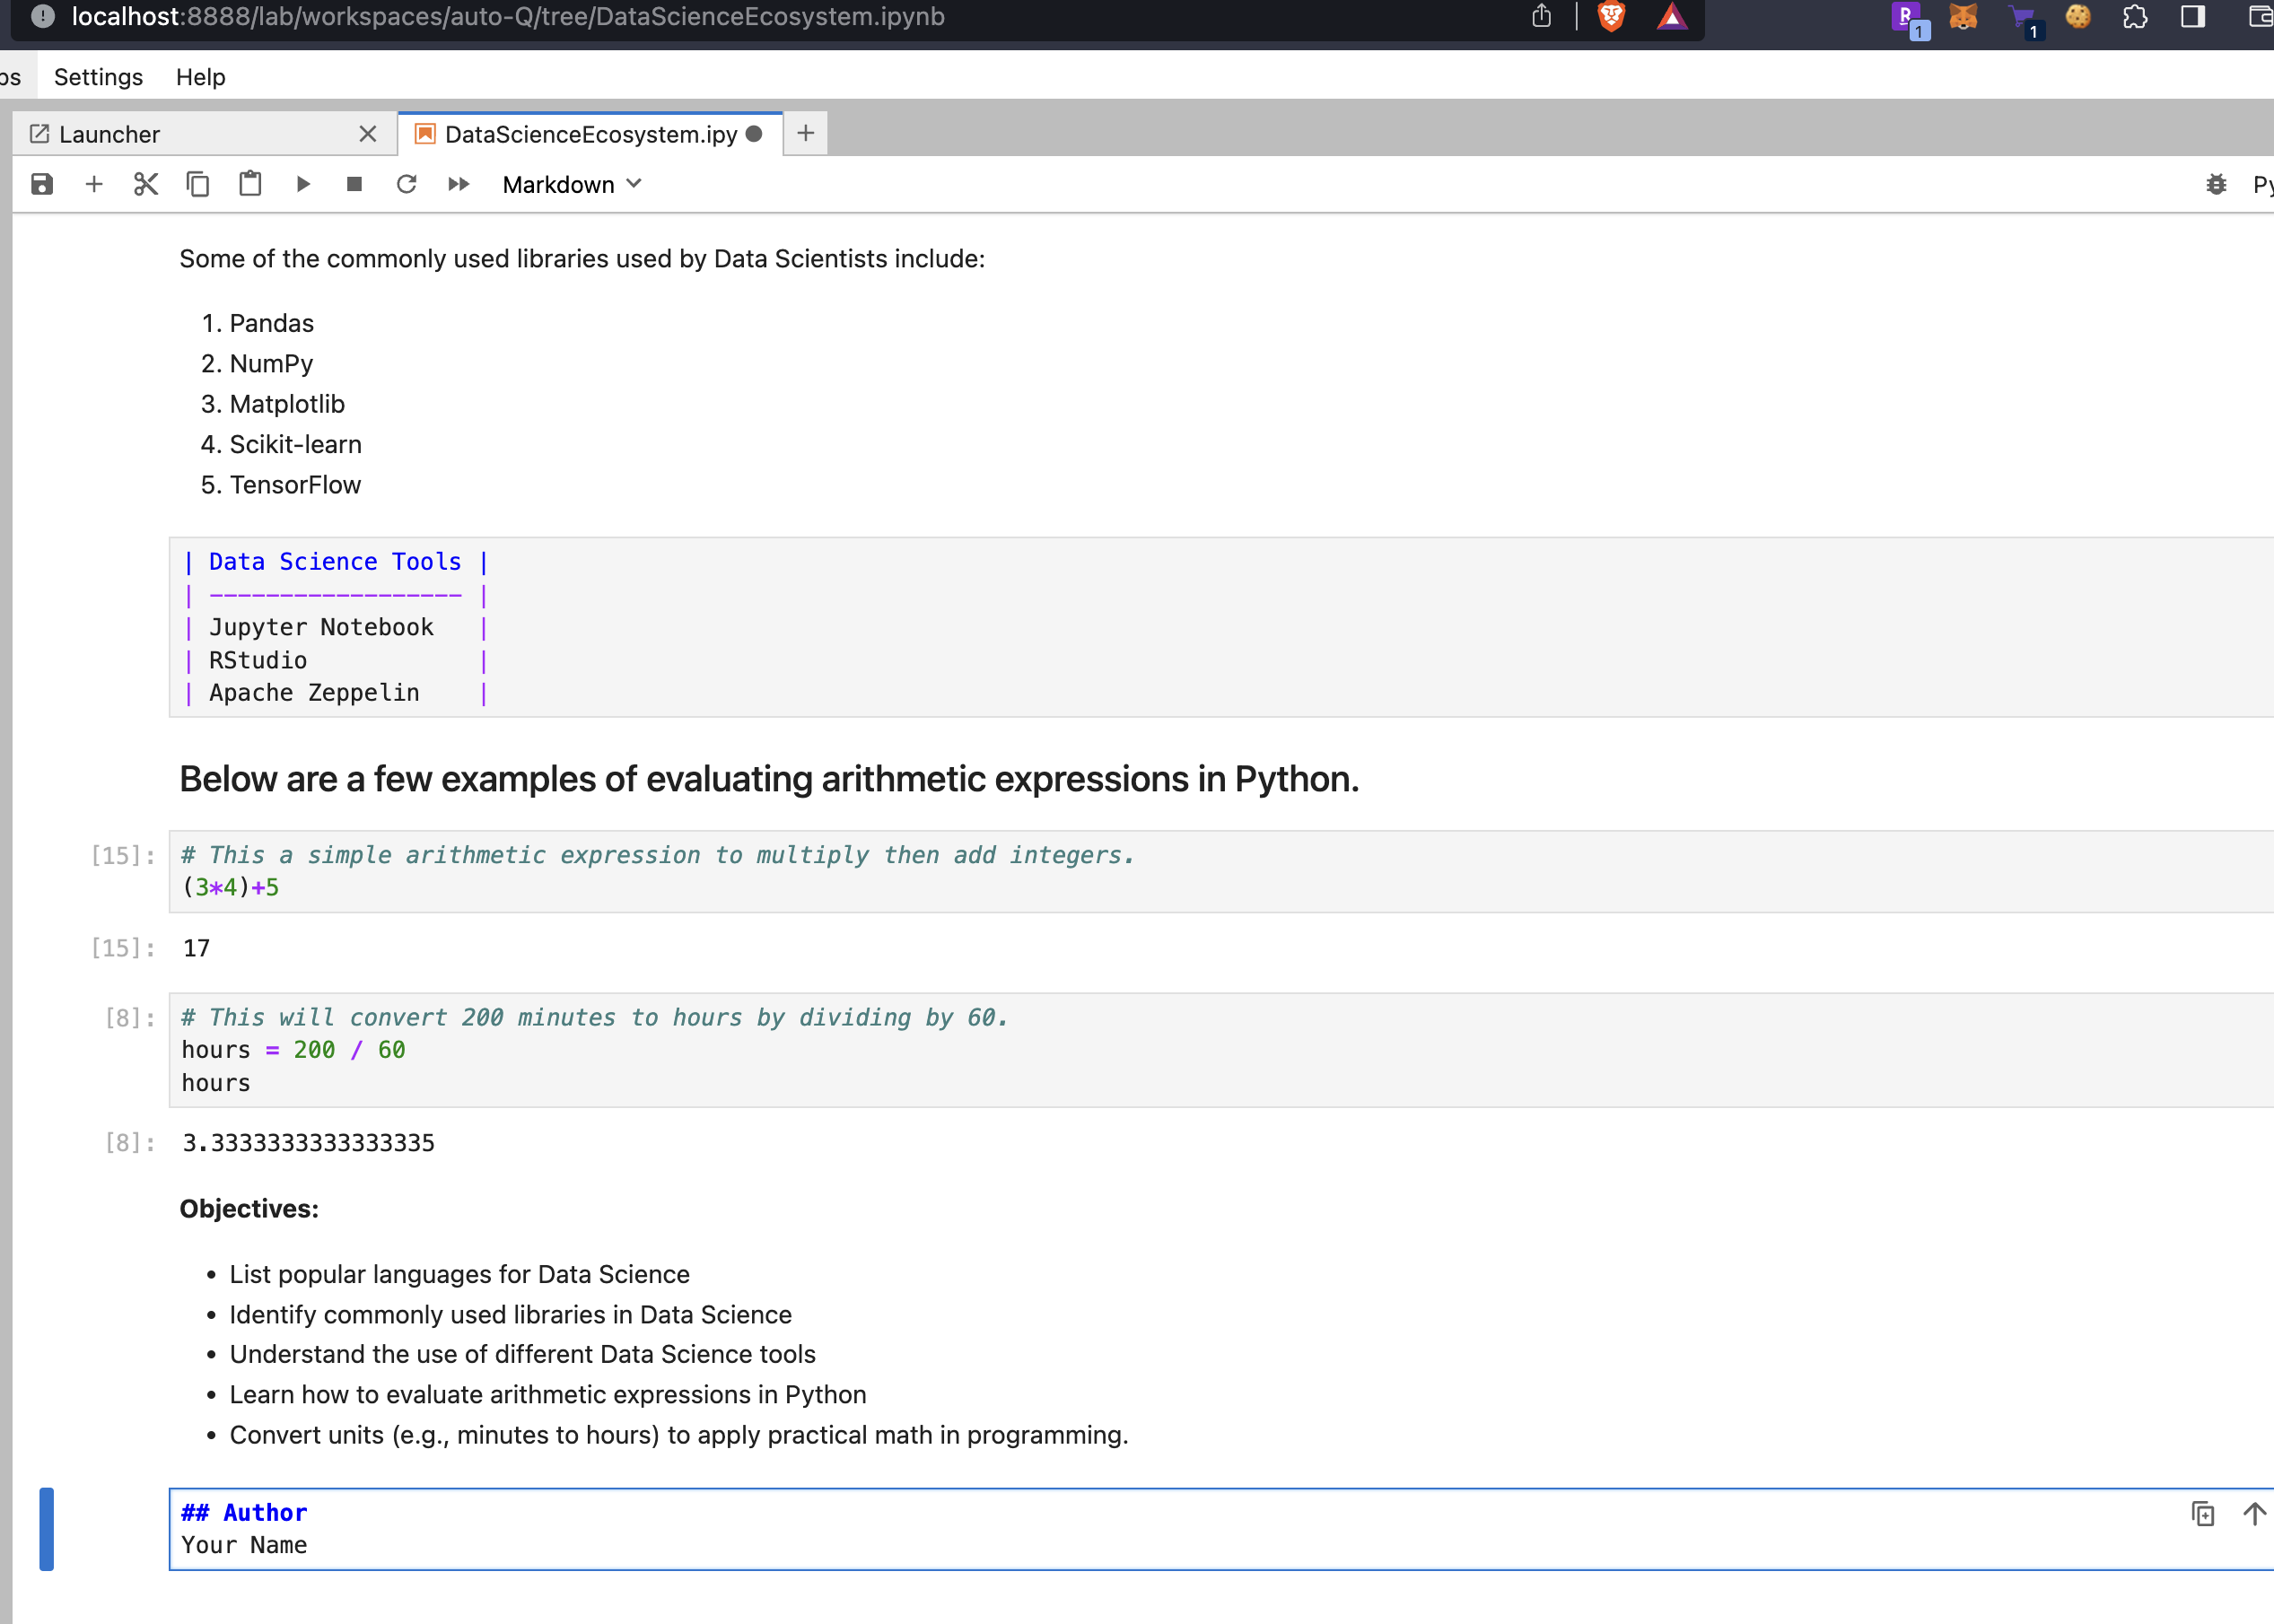 localhost:8888/lab/workspaces/auto-Q/tree/DataScienceEcosystem.ipynb
R
1
1
Settings Help
Launcher
DataScienceEcosystem.ipy
Markdown
Some of the commonly used libraries used by Data Scientists include:
1. Pandas
2. NumPy
3. Matplotlib
4. Scikit-learn
5. TensorFlow
| Data Science Tools |
| ------------------ |
| Jupyter Notebook |
| RStudio |
| Apache Zeppelin |
Below are a few examples of evaluating arithmetic expressions in Python.
[15]: # This a simple arithmetic expression to multiply then add integers.
(3*4)+5
[15]: 17
[8]: # This will convert 200 minutes to hours by dividing by 60.
hours = 200 / 60
hours
[8]: 3.3333333333333335
Objectives:
• List popular languages for Data Science
• Identify commonly used libraries in Data Science
• Understand the use of different Data Science tools
• Learn how to evaluate arithmetic expressions in Python
• Convert units (e.g., minutes to hours) to apply practical math in programming.
## Author
Your Name